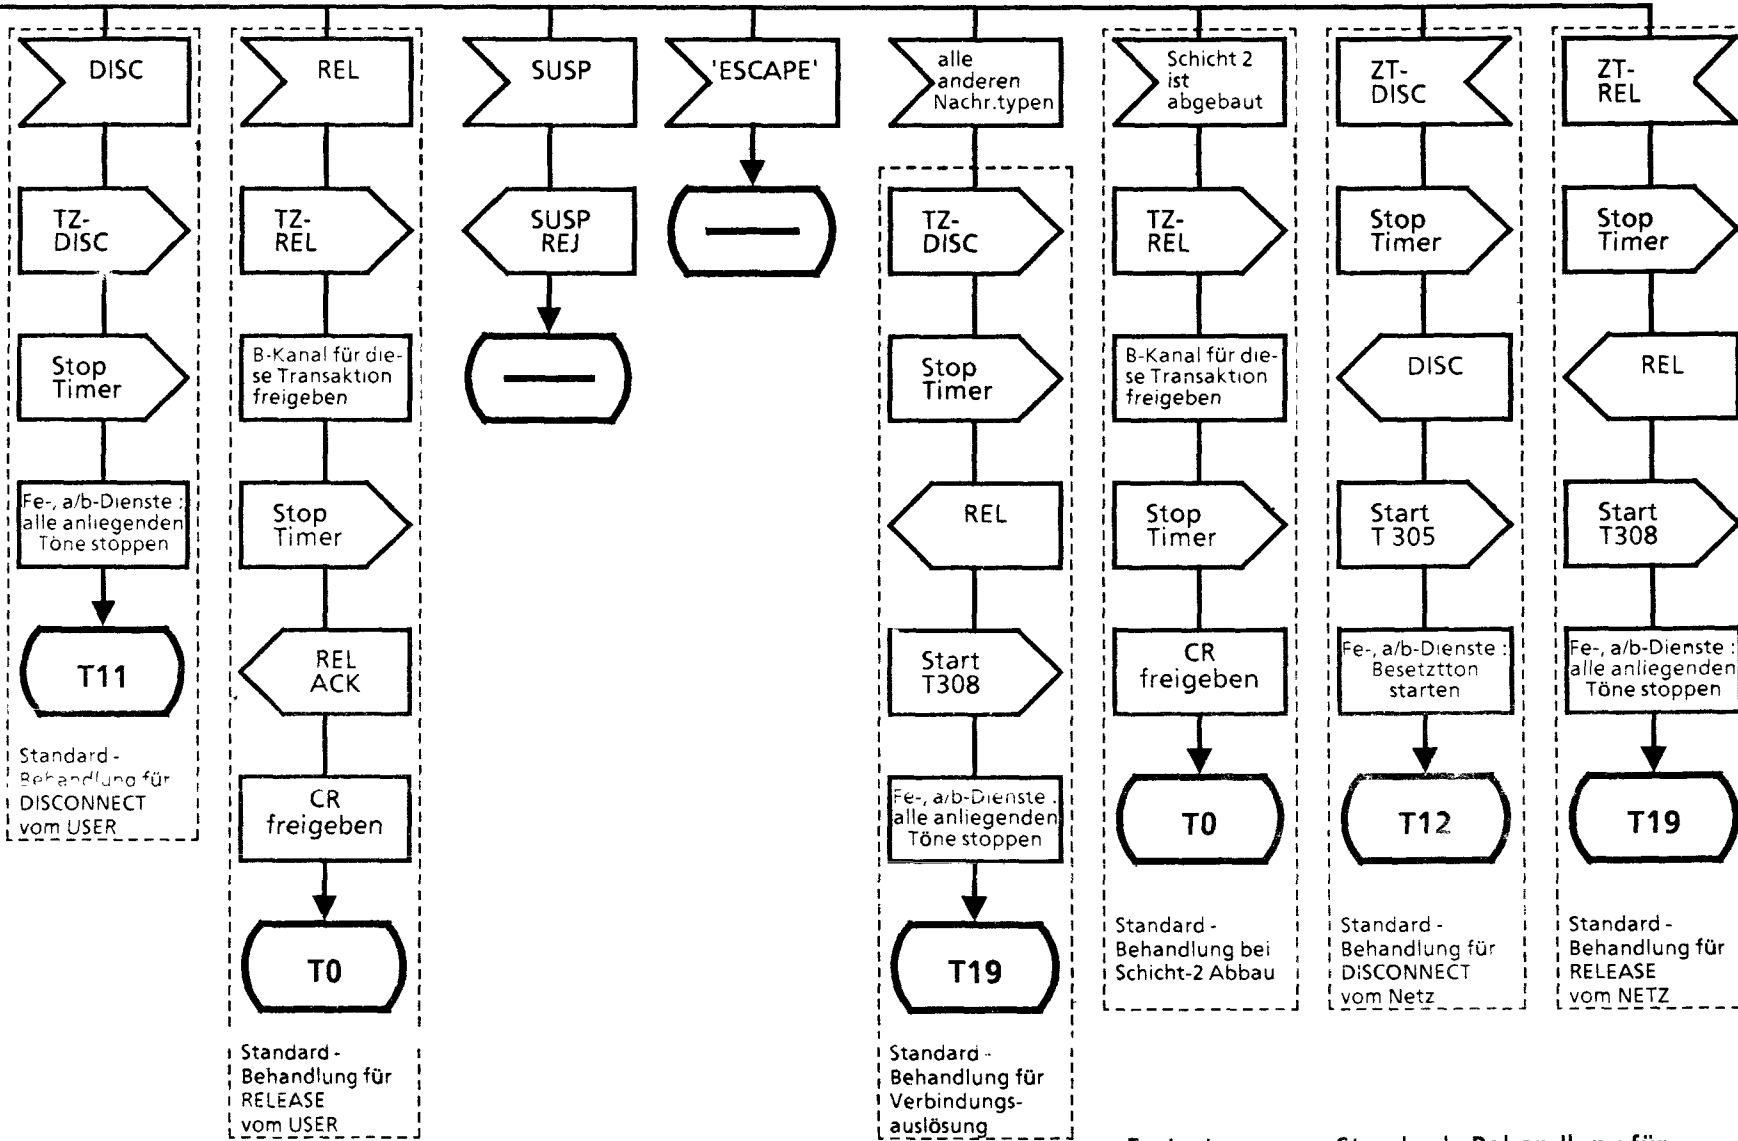 DISC
TZ-
DISC
Stop
Timer
Fe-, a/b-Dienste :
alle anliegenden
Töne stoppen
T11
Standard -
Behandlung für
DISCONNECT
vom USER
REL
TZ-
REL
B-Kanal für die-
se Transaktion
freigeben
Stop
Timer
REL
ACK
CR
freigeben
T0
Standard -
Behandlung für
RELEASE
vom USER
SUSP
SUSP
REJ
'ESCAPE'
alle
anderen
Nachr.typen
TZ-
DISC
Stop
Timer
REL
Start
T308
Fe-, a/b-Dienste :
alle anliegenden
Töne stoppen
T19
Standard -
Behandlung für
Verbindungs-
auslösung
Schicht 2
ist
abgebaut
TZ-
REL
B-Kanal für die-
se Transaktion
freigeben
Stop
Timer
CR
freigeben
T0
Standard -
Behandlung bei
Schicht-2 Abbau
ZT-
DISC
Stop
Timer
DISC
Start
T 305
Fe-, a/b-Dienste :
Besetztton
starten
T12
Standard -
Behandlung für
DISCONNECT
vom Netz
ZT-
REL
Stop
Timer
REL
Start
T308
Fe-, a/b-Dienste :
alle anliegenden
Töne stoppen
T19
Standard -
Behandlung für
RELEASE
vom NETZ